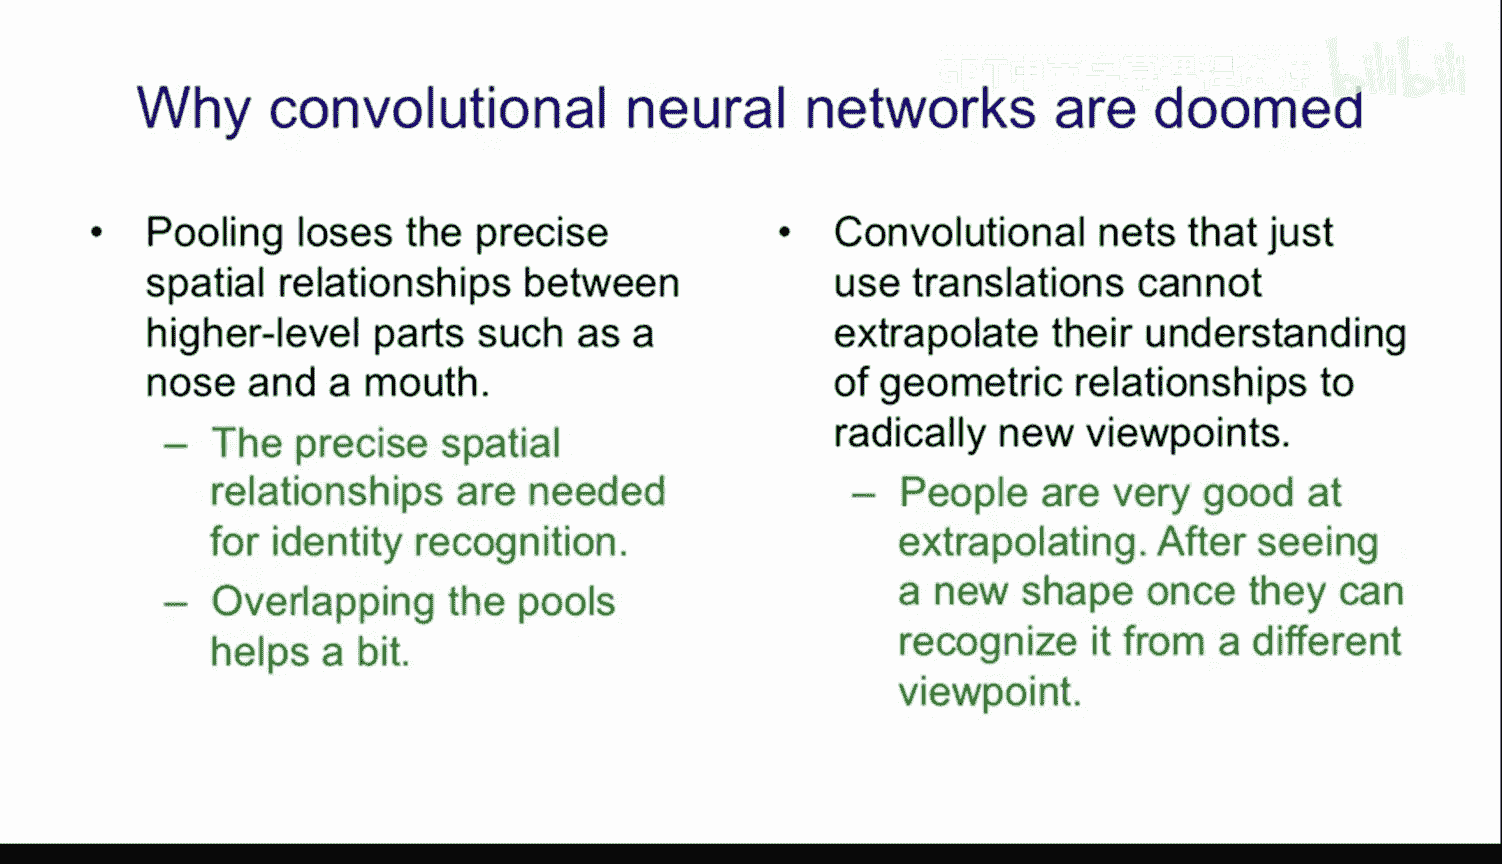 Why convolutional neural networks are doomed
• Pooling loses the precise
spatial relationships between
higher-level parts such as a
nose and a mouth.
– The precise spatial
relationships are needed
for identity recognition.
– Overlapping the pools
helps a bit.
• Convolutional nets that just
use translations cannot
extrapolate their understanding
of geometric relationships to
radically new viewpoints.
– People are very good at
extrapolating. After seeing
a new shape once they can
recognize it from a different
viewpoint.
bilibili